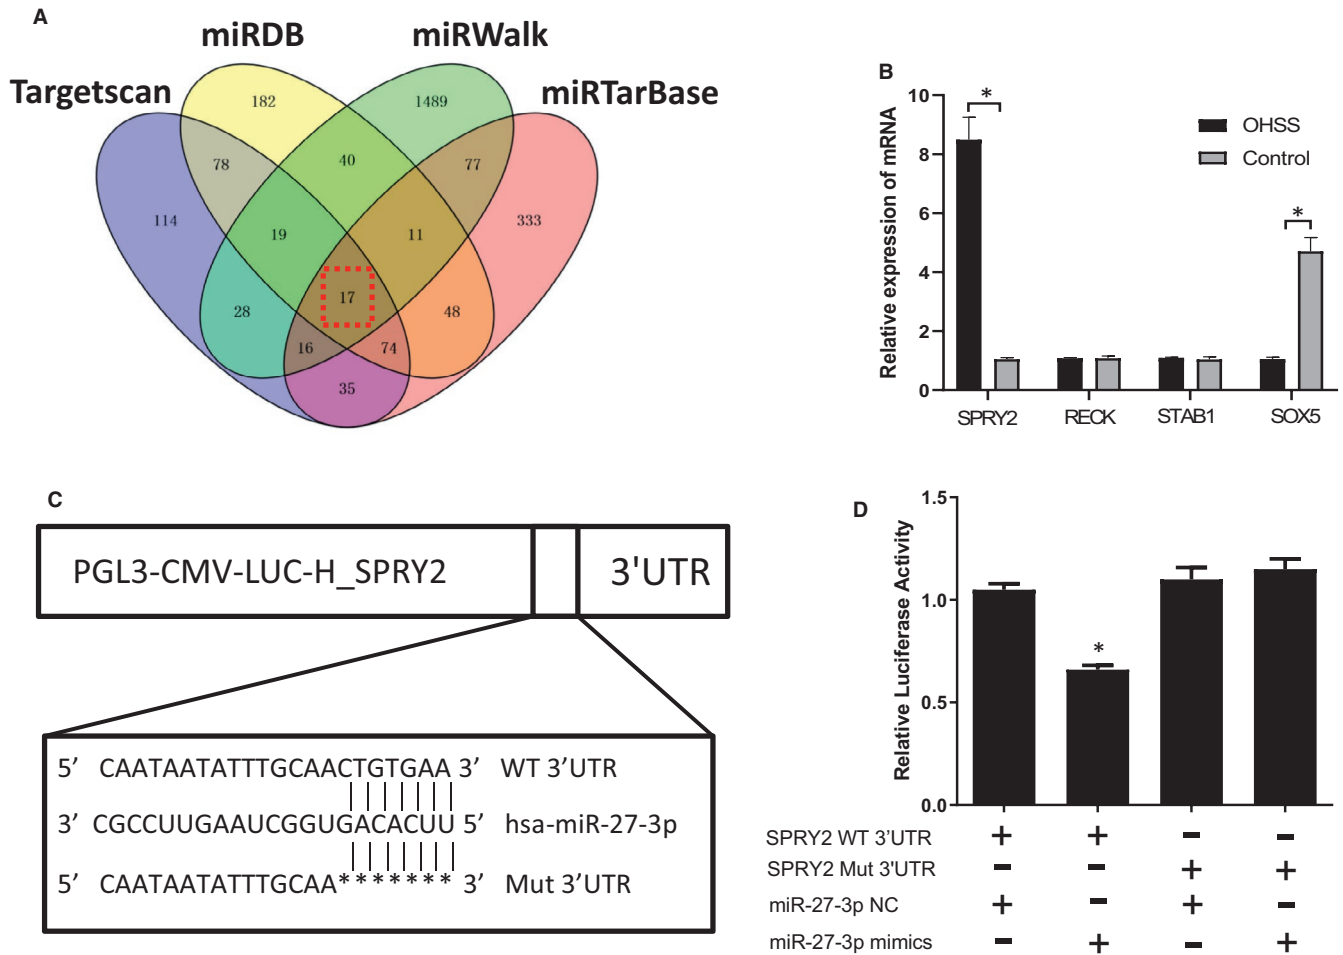 A
miRDB
miRWalk
Targetscan
miRTarBase
182
1489
78
40
77
114
19
11
333
28
17
48
16
74
35
B
Relative expression of mRNA
10
8
6
4
2
0
*
*
OHSS
Control
SPRY2
RECK
STAB1
SOX5
C
PGL3-CMV-LUC-H_SPRY2
3'UTR
5’ CAATAATATTTGCAACTGTGAA 3’ WT 3’UTR
3’ CGCCUUGAAUCGGUGACACUU 5’ hsa-miR-27-3p
5’ CAATAATATTTGCAA******* 3’ Mut 3’UTR
D
Relative Luciferase Activity
1.5
1.0
0.5
0.0
*
SPRY2 WT 3’UTR + + - -
SPRY2 Mut 3'UTR - - + +
miR-27-3p NC + - + -
miR-27-3p mimics - + - +